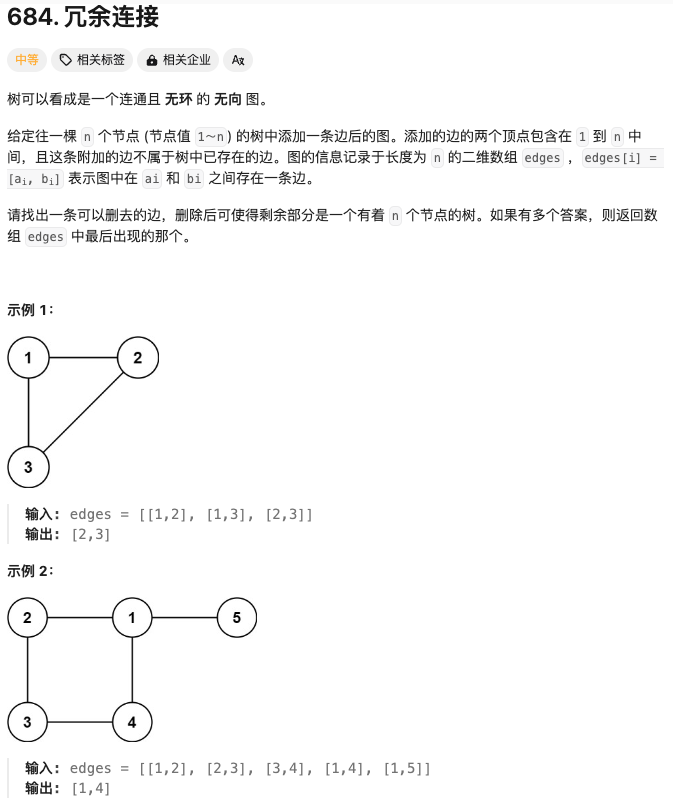 684. 冗余连接
中等 相关标签 相关企业 Ax
树可以看成是一个连通且 无环 的 无向 图。
给定往一棵 n 个节点 (节点值 1～n) 的树中添加一条边后的图。添加的边的两个顶点包含在 1 到 n 中
间，且这条附加的边不属于树中已存在的边。图的信息记录于长度为 n 的二维数组 edges ，edges[i] =
[ai, bi] 表示图中在 ai 和 bi 之间存在一条边。
请找出一条可以删去的边，删除后可使得剩余部分是一个有着 n 个节点的树。如果有多个答案，则返回数
组 edges 中最后出现的那个。
示例 1：
1 2
3
输入: edges = [[1,2], [1,3], [2,3]]
输出: [2,3]
示例 2：
2 1 5
3 4
输入: edges = [[1,2], [2,3], [3,4], [1,4], [1,5]]
输出: [1,4]